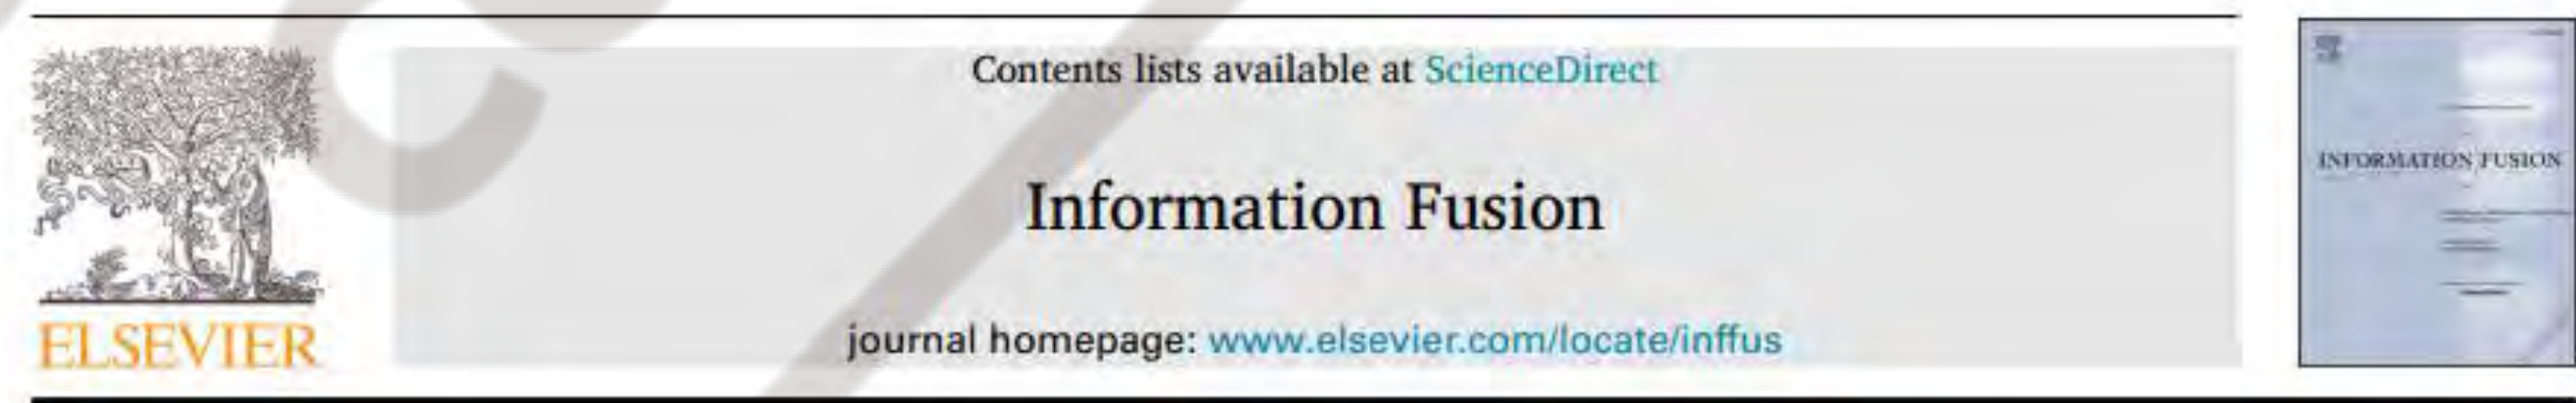 Contents lists available at ScienceDirect
Information Fusion
journal homepage: www.elsevier.com/locate/inffus
ELSEVIER
INFORMATION FUSION